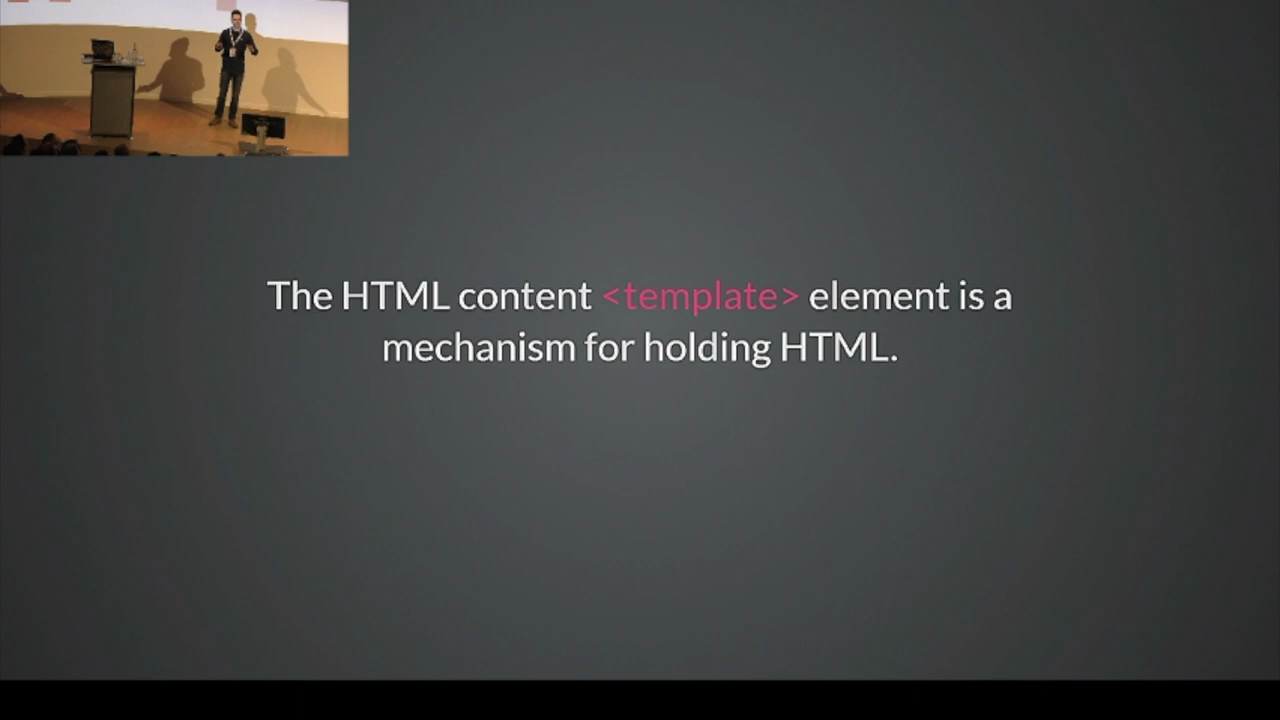 The HTML content <template> element is a
mechanism for holding HTML.